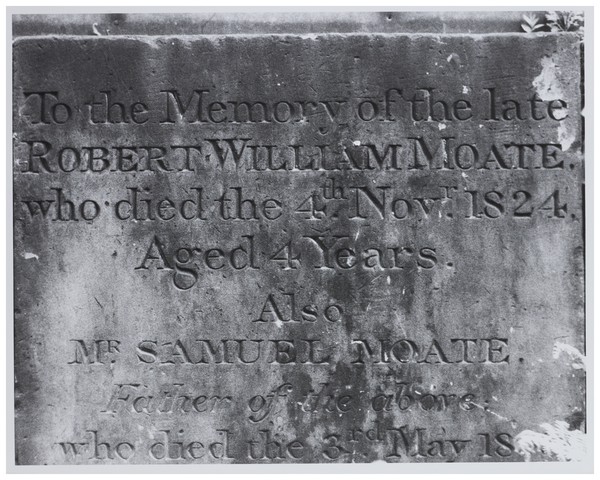 To the Memory of the late
ROBERT WILLIAM MOATE.
who died the 4th Novr. 1824.
Aged 4 Years.
Also
MR. SAMUEL MOATE.
Father of the above.
who died the 3rd May 18